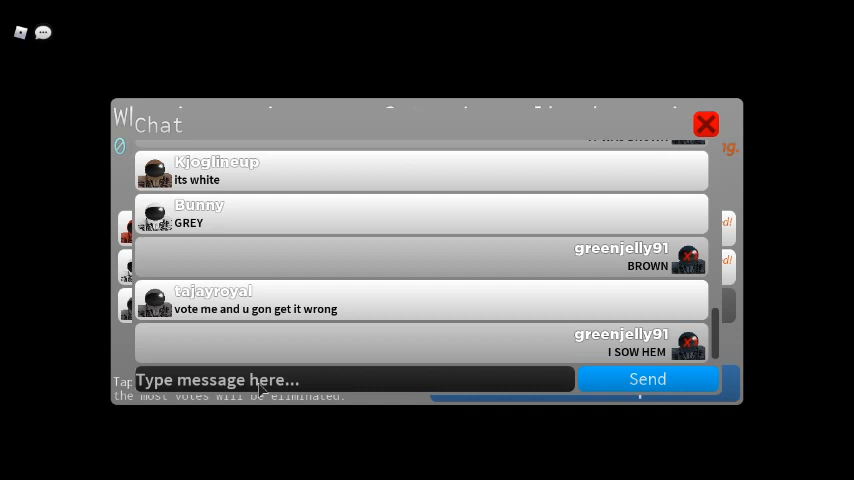 Chat
Kjoglineup
its white
Bunny
GREY
greenjelly91
BROWN
tajayroyal
vote me and u gon get it wrong
greenjelly91
I SOW HEM
Type message here...
Send
Tap
the most votes will be eliminated.